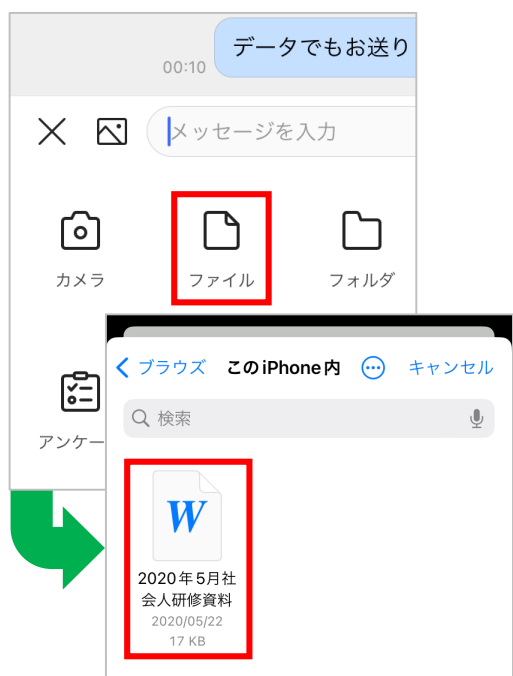 データでもお送り
00:10
メッセージを入力
カメラ
ファイル
フォルダ
アンケー
ブラウズ このiPhone内 キャンセル
検索
W
2020年5月社
会人研修資料
2020/05/22
17 KB